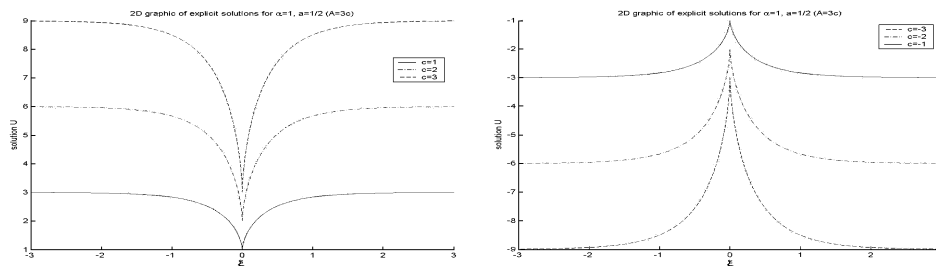 2D graphic of explicit solutions for α=1, a=1/2 (A=3c)
9
8
7
6
5
4
3
2
1
solution U
-3
-2
-1
0
1
2
3
ξ
c=1
c=2
c=3
2D graphic of explicit solutions for α=1, a=1/2 (A=3c)
-1
-2
-3
-4
-5
-6
-7
-8
-9
solution U
-3
-2
-1
0
1
2
3
ξ
c=-3
c=-2
c=-1